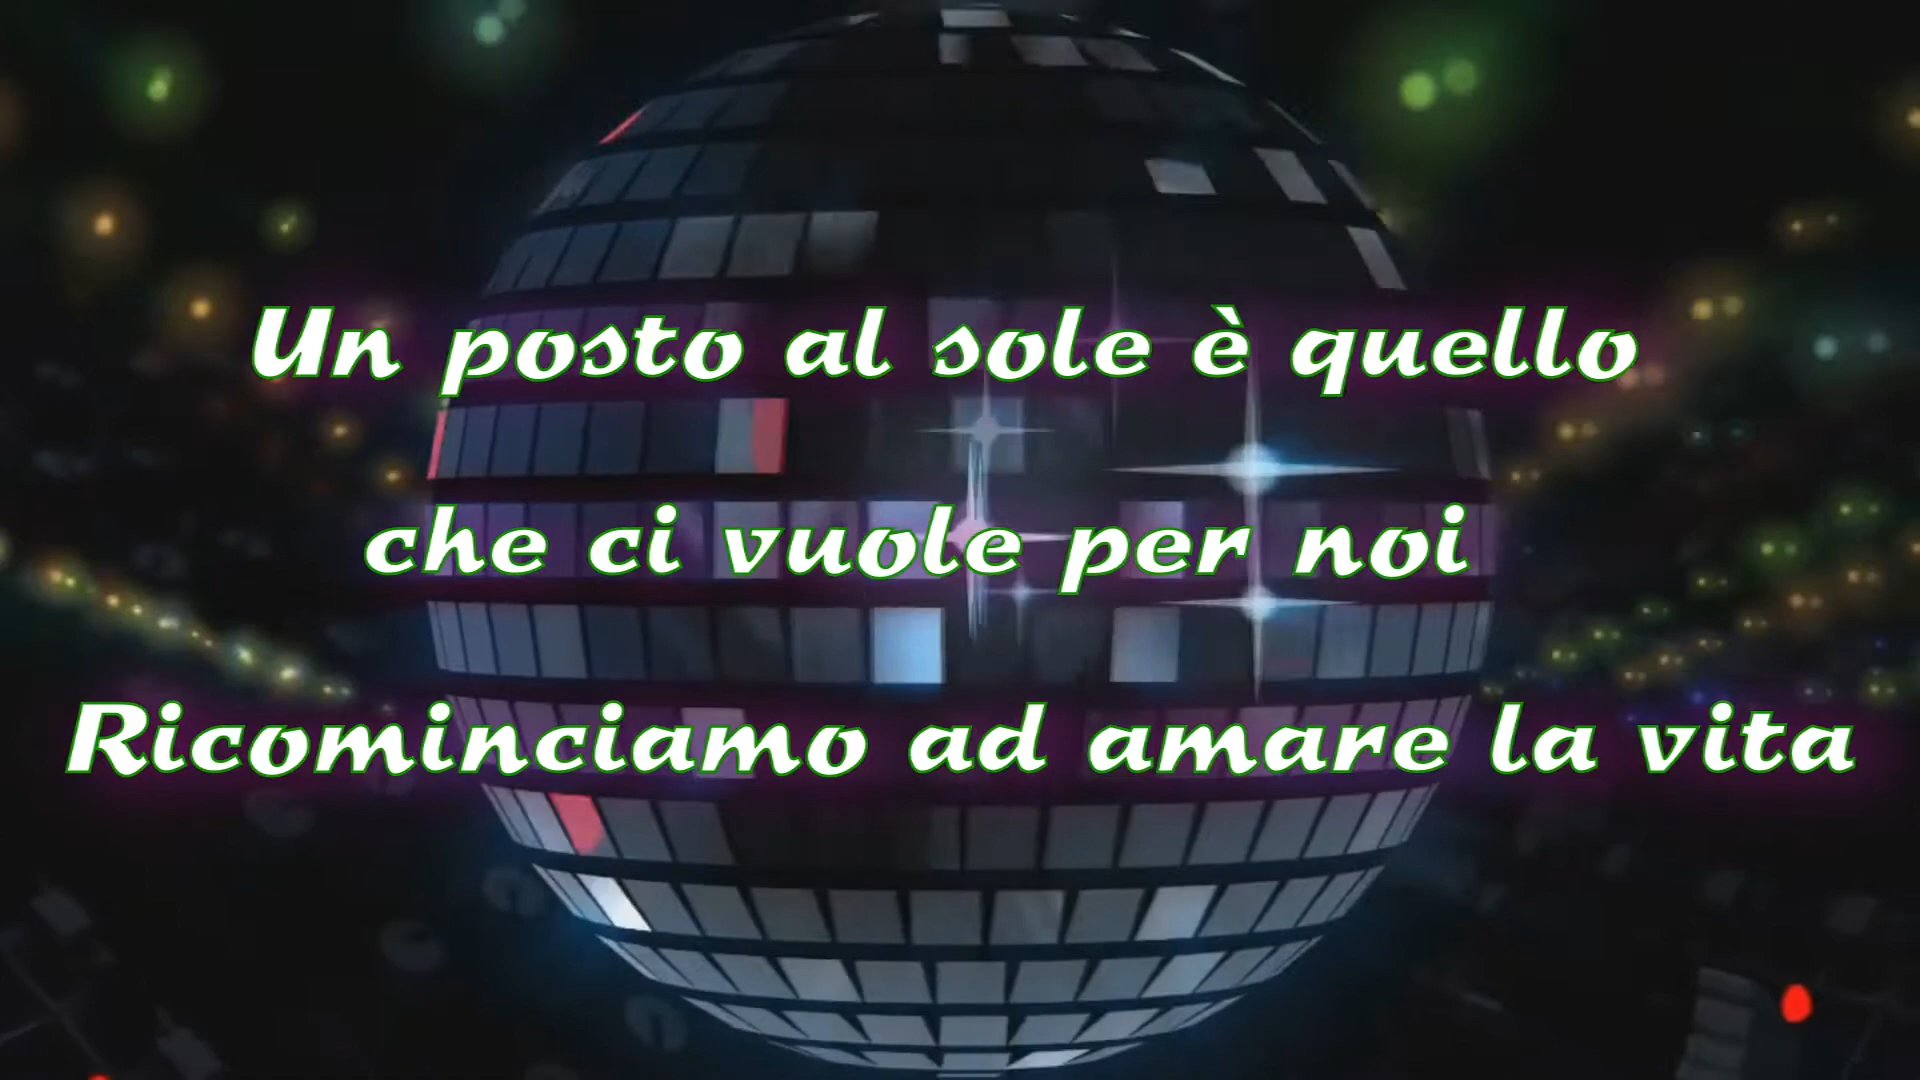 Un posto al sole è quello
che ci vuole per noi
Ricominciamo ad amare la vita